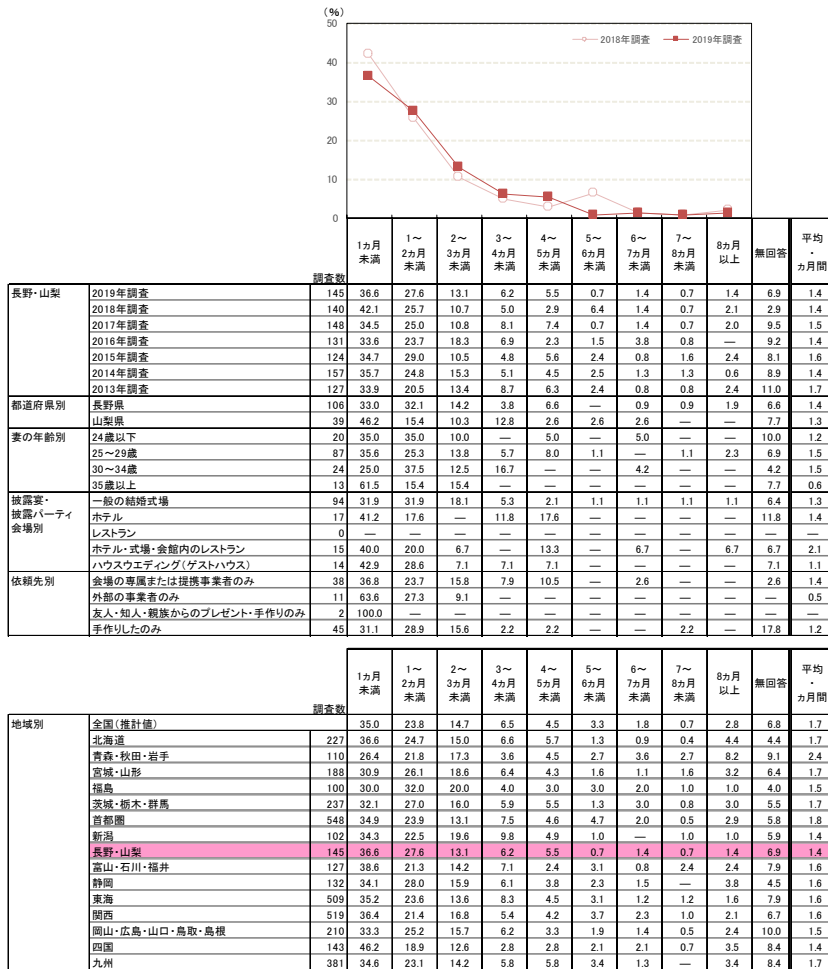 (%)
50
40
30
20
10
0
2018年調査 2019年調査
調査数 1ヵ月未満 1～2ヵ月未満 2～3ヵ月未満 3～4ヵ月未満 4～5ヵ月未満 5～6ヵ月未満 6～7ヵ月未満 7～8ヵ月未満 8ヵ月以上 無回答 平均・ヵ月間
長野・山梨 2019年調査 145 36.6 27.6 13.1 6.2 5.5 0.7 1.4 0.7 1.4 6.9 1.4
2018年調査 140 42.1 25.7 10.7 5.0 2.9 6.4 1.4 0.7 2.1 2.9 1.4
2017年調査 148 34.5 25.0 10.8 8.1 7.4 0.7 1.4 0.7 2.0 9.5 1.5
2016年調査 131 33.6 23.7 18.3 6.9 2.3 1.5 3.8 0.8 — 9.2 1.4
2015年調査 124 34.7 29.0 10.5 4.8 5.6 2.4 0.8 1.6 2.4 8.1 1.6
2014年調査 157 35.7 24.8 15.3 5.1 4.5 2.5 1.3 1.3 0.6 8.9 1.4
2013年調査 127 33.9 20.5 13.4 8.7 6.3 2.4 0.8 0.8 2.4 11.0 1.7
都道府県別 長野県 106 33.0 32.1 14.2 3.8 6.6 — 0.9 0.9 1.9 6.6 1.4
山梨県 39 46.2 15.4 10.3 12.8 2.6 2.6 2.6 — — 7.7 1.3
妻の年齢別 24歳以下 20 35.0 35.0 10.0 — 5.0 — 5.0 — — 10.0 1.2
25～29歳 87 35.6 25.3 13.8 5.7 8.0 1.1 — 1.1 2.3 6.9 1.5
30～34歳 24 25.0 37.5 12.5 16.7 — — 4.2 — — 4.2 1.5
35歳以上 13 61.5 15.4 15.4 — — — — — — 7.7 0.6
披露宴・披露パーティ会場別 一般の結婚式場 94 31.9 31.9 18.1 5.3 2.1 1.1 1.1 1.1 1.1 6.4 1.3
ホテル 17 41.2 17.6 — 11.8 17.6 — — — — 11.8 1.4
レストラン 0 — — — — — — — — — — —
ホテル・式場・会館内のレストラン 15 40.0 20.0 6.7 — 13.3 — 6.7 — 6.7 6.7 2.1
ハウスウエディング(ゲストハウス) 14 42.9 28.6 7.1 7.1 7.1 — — — — 7.1 1.1
依頼先別 会場の専属または提携事業者のみ 38 36.8 23.7 15.8 7.9 10.5 — 2.6 — — 2.6 1.4
外部の事業者のみ 11 63.6 27.3 9.1 — — — — — — — 0.5
友人・知人・親族からのプレゼント・手作りのみ 2 100.0 — — — — — — — — — —
手作りしたのみ 45 31.1 28.9 15.6 2.2 2.2 — — 2.2 — 17.8 1.2
調査数 1ヵ月未満 1～2ヵ月未満 2～3ヵ月未満 3～4ヵ月未満 4～5ヵ月未満 5～6ヵ月未満 6～7ヵ月未満 7～8ヵ月未満 8ヵ月以上 無回答 平均・ヵ月間
地域別 全国(推計値) 35.0 23.8 14.7 6.5 4.5 3.3 1.8 0.7 2.8 6.8 1.7
北海道 227 36.6 24.7 15.0 6.6 5.7 1.3 0.9 0.4 4.4 4.4 1.7
青森・秋田・岩手 110 26.4 21.8 17.3 3.6 4.5 2.7 3.6 2.7 8.2 9.1 2.4
宮城・山形 188 30.9 26.1 18.6 6.4 4.3 1.6 1.1 1.6 3.2 6.4 1.7
福島 100 30.0 32.0 20.0 4.0 3.0 3.0 2.0 1.0 1.0 4.0 1.5
茨城・栃木・群馬 237 32.1 27.0 16.0 5.9 5.5 1.3 3.0 0.8 3.0 5.5 1.7
首都圏 548 34.9 23.9 13.1 7.5 4.6 4.7 2.0 0.5 2.9 5.8 1.8
新潟 102 34.3 22.5 19.6 9.8 4.9 1.0 — 1.0 1.0 5.9 1.4
長野・山梨 145 36.6 27.6 13.1 6.2 5.5 0.7 1.4 0.7 1.4 6.9 1.4
富山・石川・福井 127 38.6 21.3 14.2 7.1 2.4 3.1 0.8 2.4 2.4 7.9 1.6
静岡 132 34.1 28.0 15.9 6.1 3.8 2.3 1.5 — 3.8 4.5 1.6
東海 509 35.2 23.6 13.6 8.3 4.5 3.1 1.2 1.2 1.6 7.9 1.6
関西 519 36.4 21.4 16.8 5.4 4.2 3.7 2.3 1.0 2.1 6.7 1.6
岡山・広島・山口・鳥取・島根 210 33.3 25.2 15.7 6.2 3.3 1.9 1.4 0.5 2.4 10.0 1.5
四国 143 46.2 18.9 12.6 2.8 2.8 2.1 2.1 0.7 3.5 8.4 1.4
九州 381 34.6 23.1 14.2 5.8 5.8 3.4 1.3 — 3.4 8.4 1.7